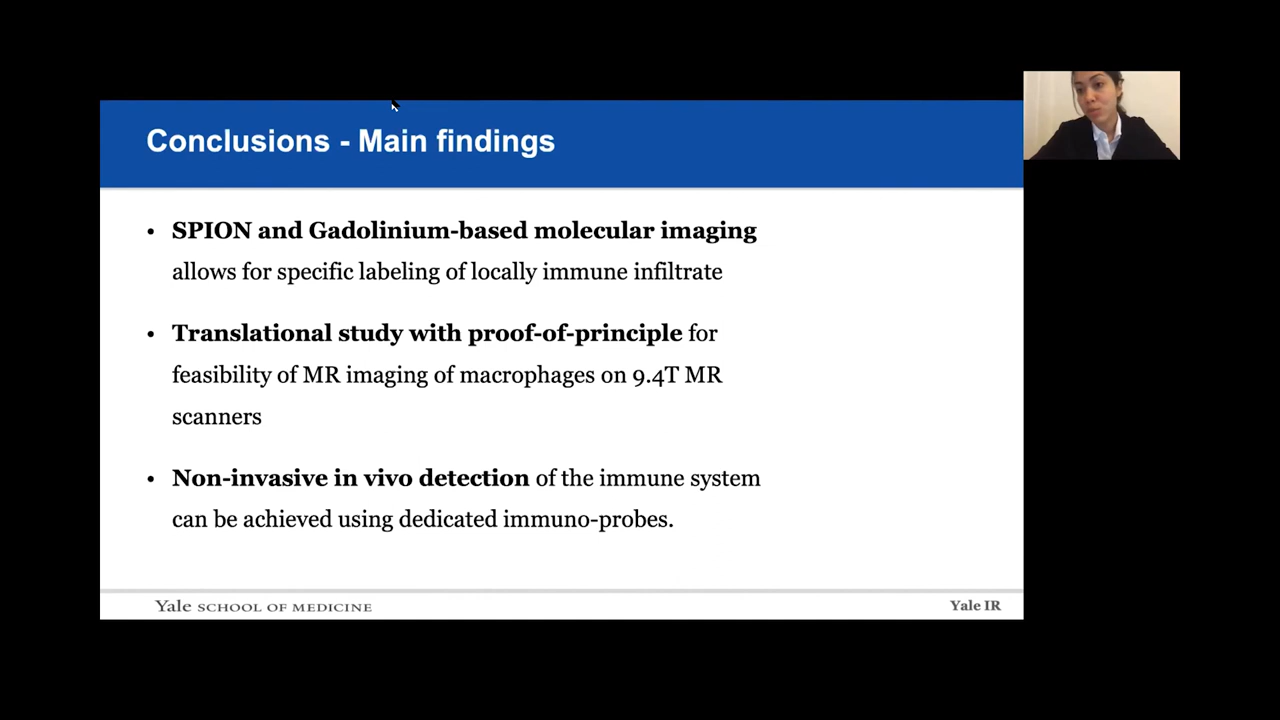 Conclusions - Main findings
• SPION and Gadolinium-based molecular imaging
allows for specific labeling of locally immune infiltrate
• Translational study with proof-of-principle for
feasibility of MR imaging of macrophages on 9.4T MR
scanners
• Non-invasive in vivo detection of the immune system
can be achieved using dedicated immuno-probes.
Yale SCHOOL OF MEDICINE
Yale IR